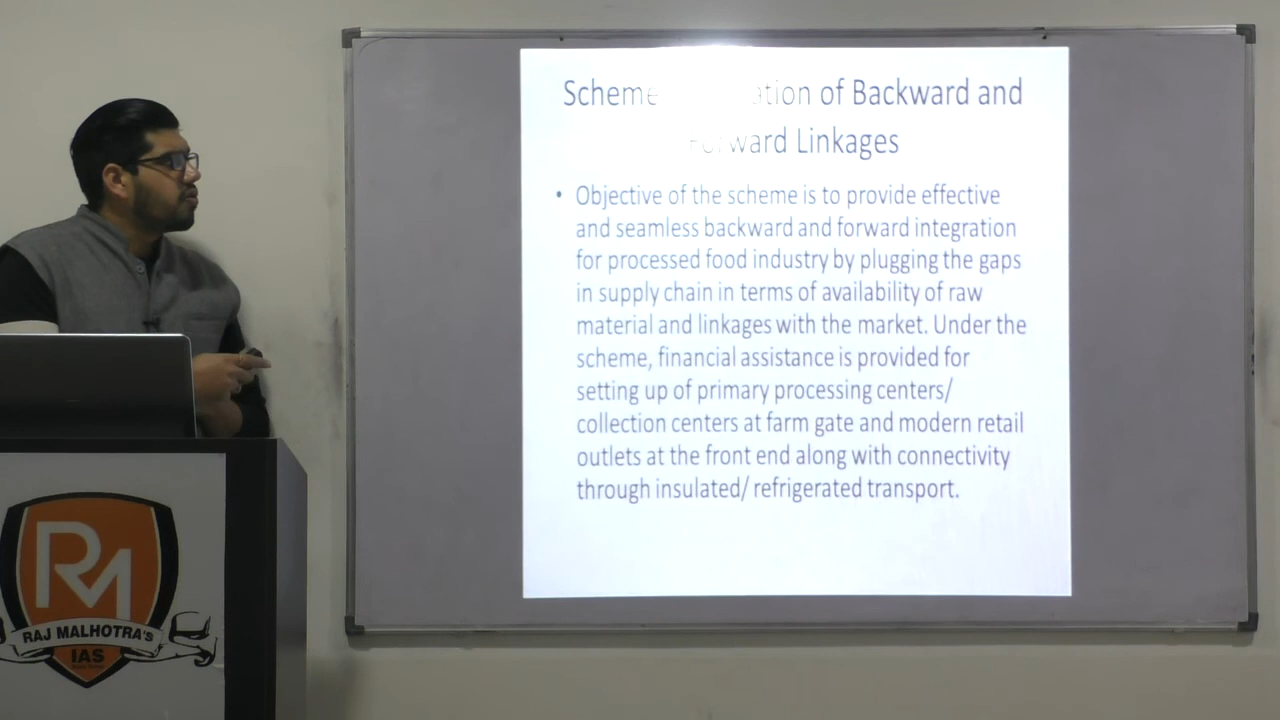 Scheme ation of Backward and
Forward Linkages
• Objective of the scheme is to provide effective
and seamless backward and forward integration
for processed food industry by plugging the gaps
in supply chain in terms of availability of raw
material and linkages with the market. Under the
scheme, financial assistance is provided for
setting up of primary processing centers/
collection centers at farm gate and modern retail
outlets at the front end along with connectivity
through insulated/ refrigerated transport.
RM
RAJ MALHOTRA'S
IAS